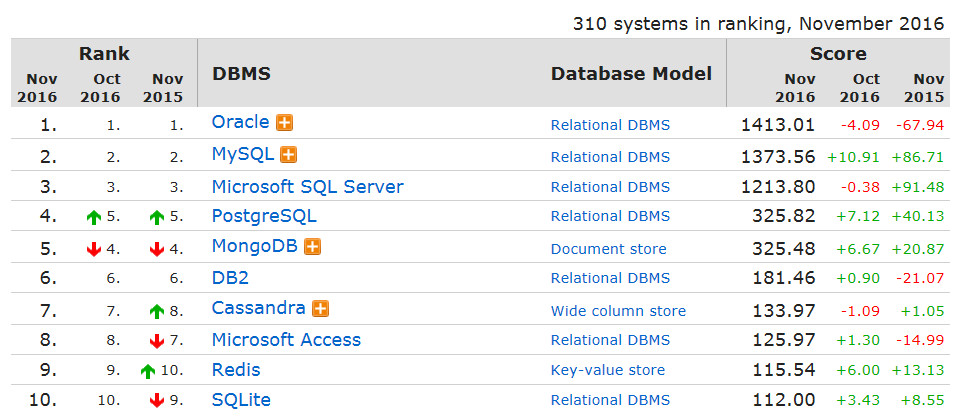 310 systems in ranking, November 2016
Rank DBMS Database Model Score
Nov 2016 Oct 2016 Nov 2015 Nov 2016 Oct 2016 Nov 2015
1. 1. 1. Oracle Relational DBMS 1413.01 -4.09 -67.94
2. 2. 2. MySQL Relational DBMS 1373.56 +10.91 +86.71
3. 3. 3. Microsoft SQL Server Relational DBMS 1213.80 -0.38 +91.48
4. 5. 5. PostgreSQL Relational DBMS 325.82 +7.12 +40.13
5. 4. 4. MongoDB Document store 325.48 +6.67 +20.87
6. 6. 6. DB2 Relational DBMS 181.46 +0.90 -21.07
7. 7. 8. Cassandra Wide column store 133.97 -1.09 +1.05
8. 8. 7. Microsoft Access Relational DBMS 125.97 +1.30 -14.99
9. 9. 10. Redis Key-value store 115.54 +6.00 +13.13
10. 10. 9. SQLite Relational DBMS 112.00 +3.43 +8.55